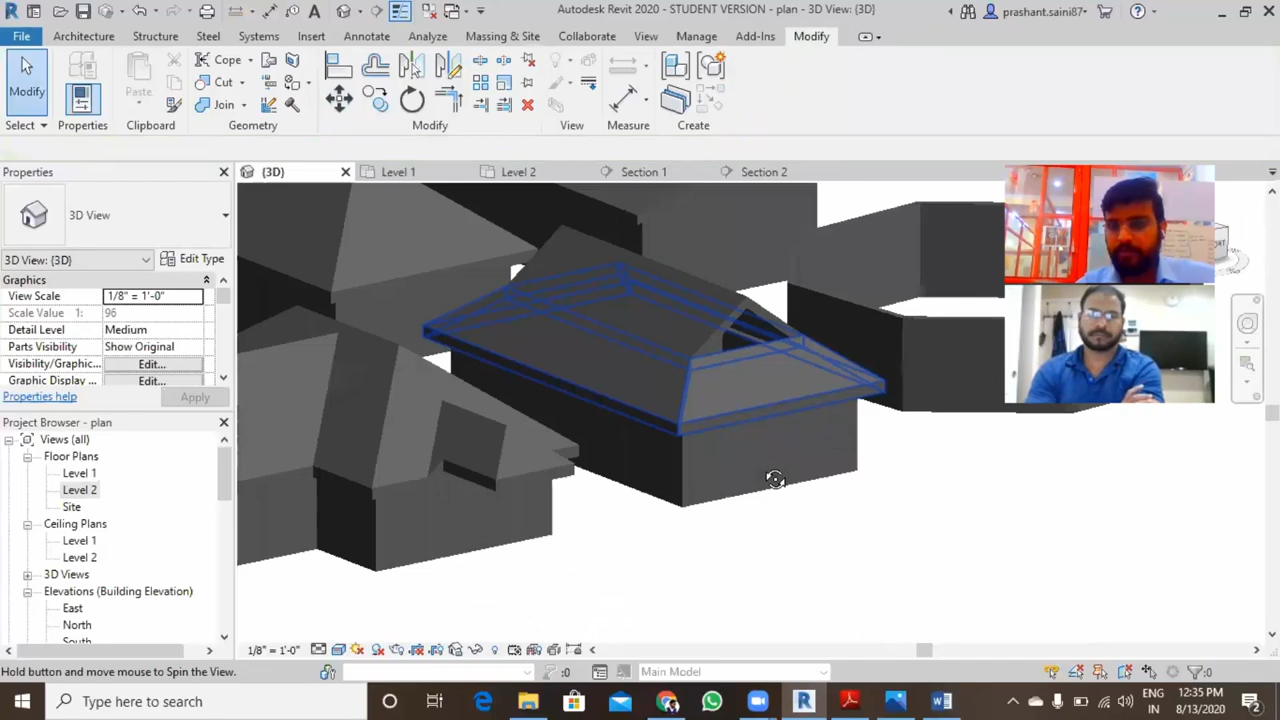 Autodesk Revit 2020 - STUDENT VERSION - plan - 3D View: {3D}
prashant.saini87
File Architecture Structure Steel Systems Insert Annotate Analyze Massing & Site Collaborate View Manage Add-Ins Modify
Modify
Properties
Paste
Copy
Cut
Join
Select Properties Clipboard Geometry Modify View Measure Create
Properties
{3D} Level 1 Level 2 Section 1 Section 2
3D View
3D View: {3D} Edit Type
Graphics
View Scale 1/8" = 1'-0"
Scale Value 1: 96
Detail Level Medium
Parts Visibility Show Original
Visibility/Graphic... Edit...
Graphic Display ... Edit...
Properties help Apply
Project Browser - plan
Views (all)
Floor Plans
Level 1
Level 2
Site
Ceiling Plans
Level 1
Level 2
3D Views
Elevations (Building Elevation)
East
North
South
1/8" = 1'-0"
Hold button and move mouse to Spin the View.
:0 Main Model :0
Type here to search
ENG
IN
12:35 PM
8/13/2020
2